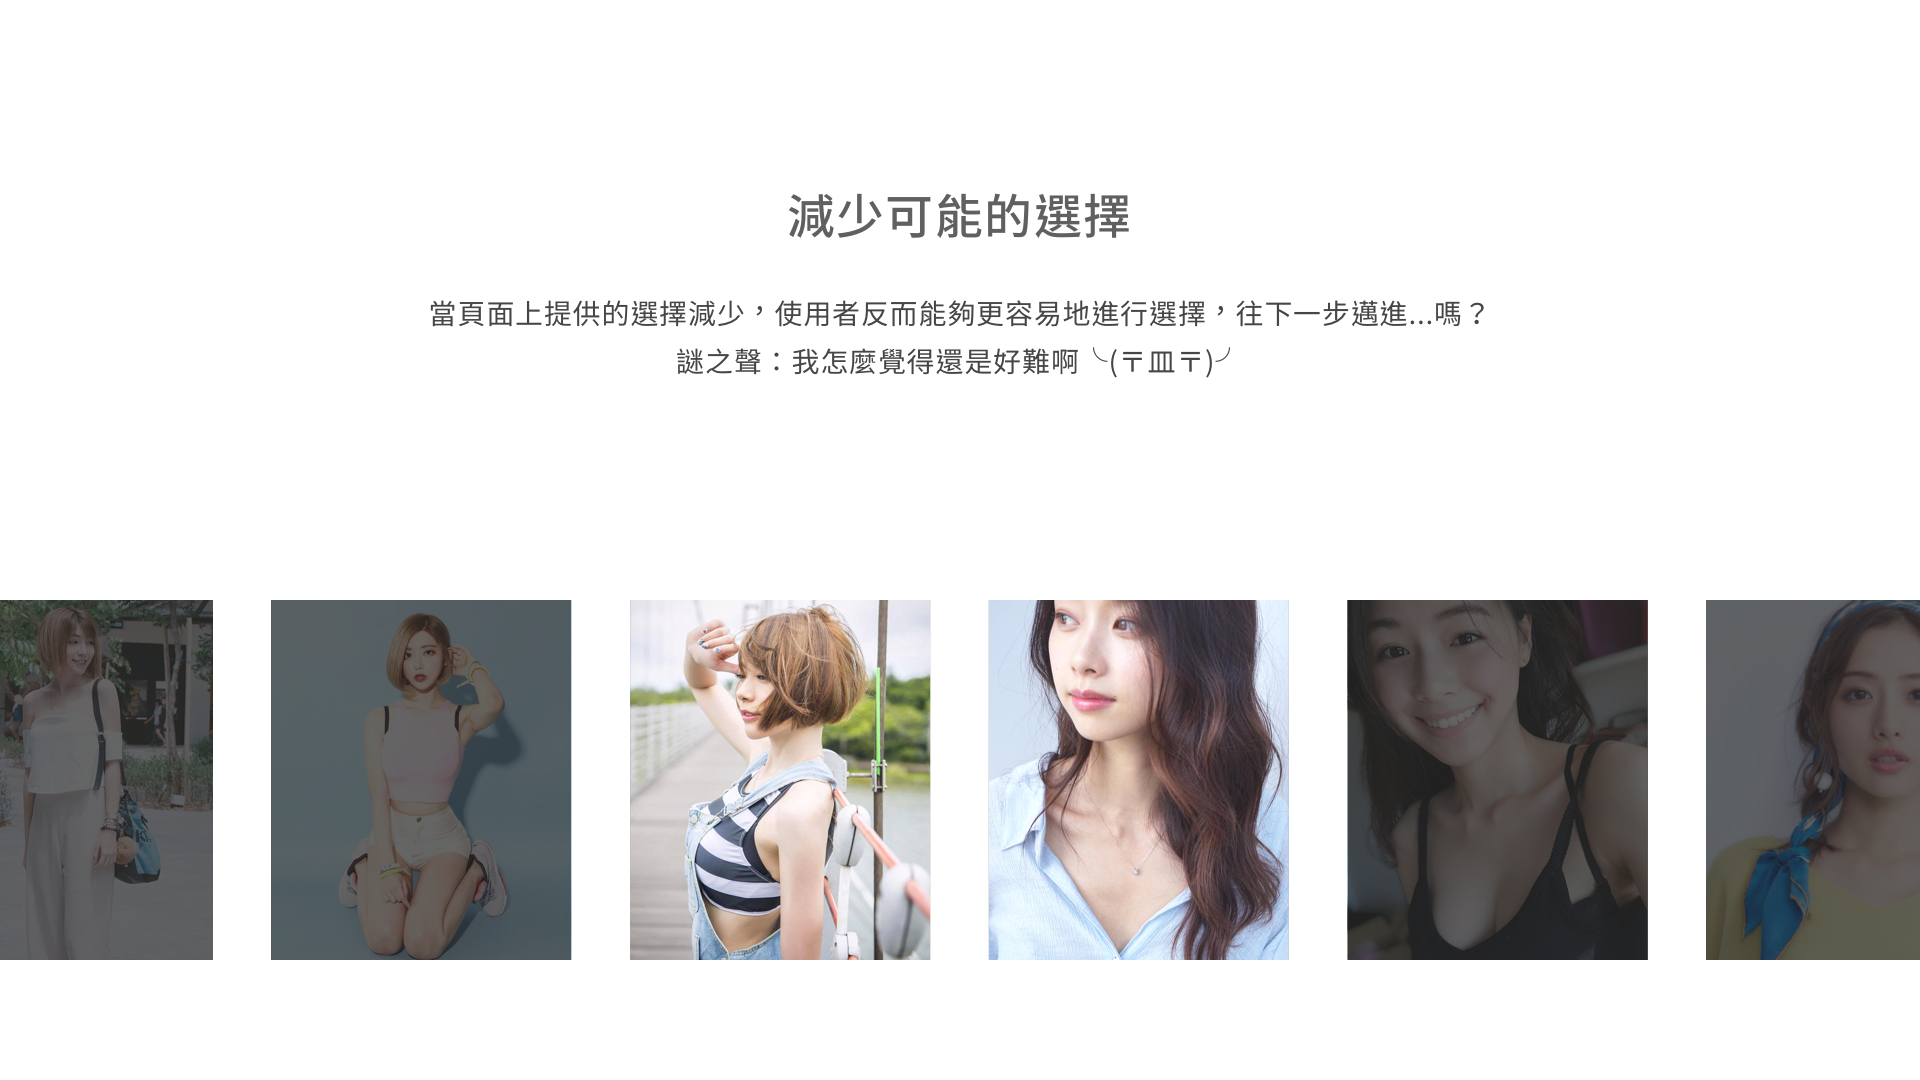 減少可能的選擇
當頁面上提供的選擇減少，使用者反而能夠更容易地進行選擇，往下一步邁進...嗎？
謎之聲：我怎麼覺得還是好難啊╰(〒皿〒)╯